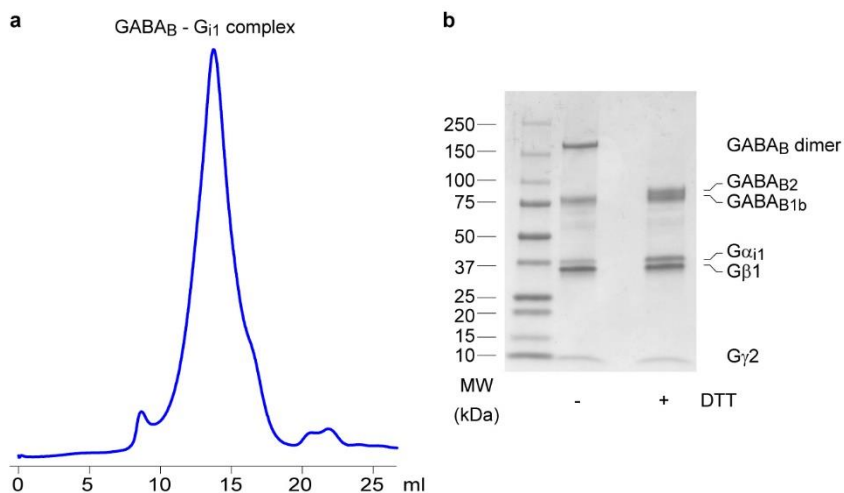 a
GABAB - Gi1 complex
0 5 10 15 20 25 ml
b
250
150
100
75
50
37
25
20
15
10
MW
(kDa)
GABAB dimer
GABAB2
GABAB1b
Gαi1
Gβ1
Gγ2
- + DTT